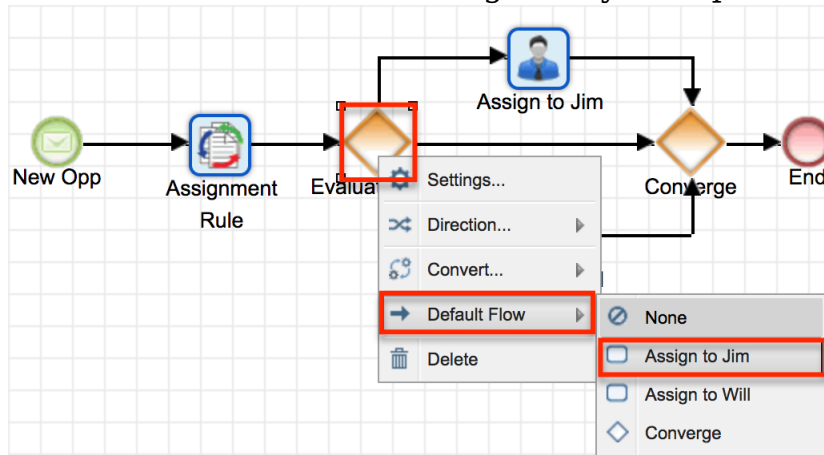 Assign to Jim
New Opp
Assignment
Rule
Converge
End
Settings...
Direction...
Convert...
Default Flow
Delete
None
Assign to Jim
Assign to Will
Converge